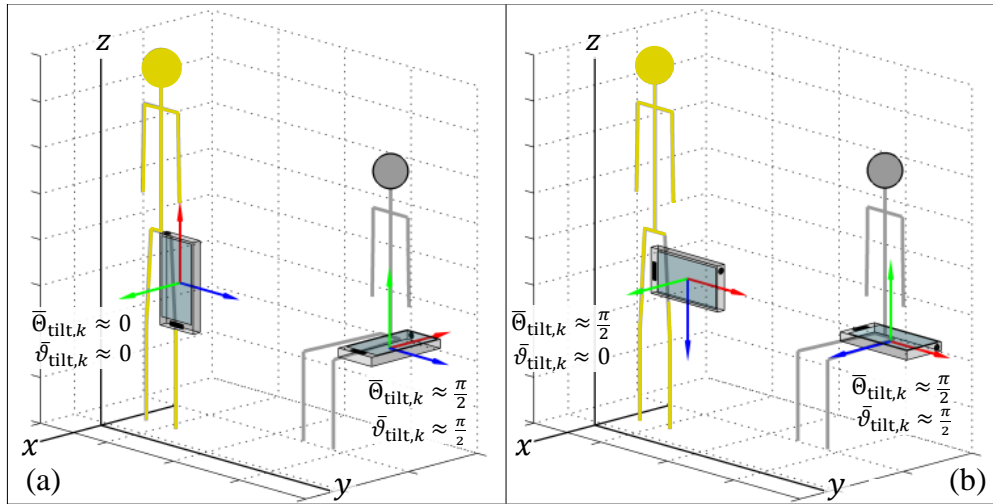 z
Θ̅tilt,k ≈ 0
ϑ̅tilt,k ≈ 0
Θ̅tilt,k ≈ π/2
ϑ̅tilt,k ≈ π/2
x
y
(a)
z
Θ̅tilt,k ≈ π/2
ϑ̅tilt,k ≈ 0
Θ̅tilt,k ≈ π/2
ϑ̅tilt,k ≈ π/2
x
y
(b)